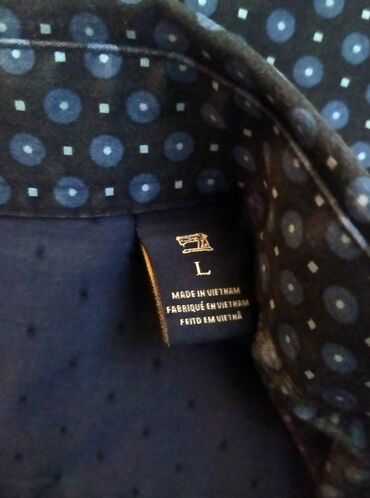 L
MADE IN VIETNAM
FABRIQUÉ EN VIETNAM
FEITO EM VIETNÃ